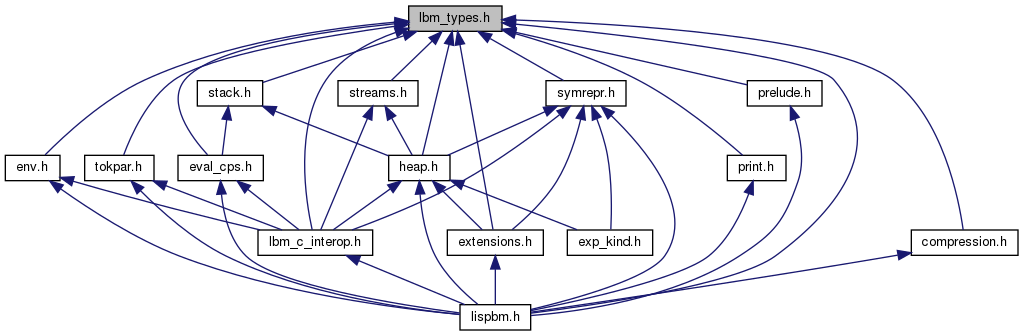 lbm_types.h
stack.h
streams.h
symrepr.h
prelude.h
env.h
tokpar.h
eval_cps.h
heap.h
print.h
lbm_c_interop.h
extensions.h
exp_kind.h
compression.h
lispbm.h